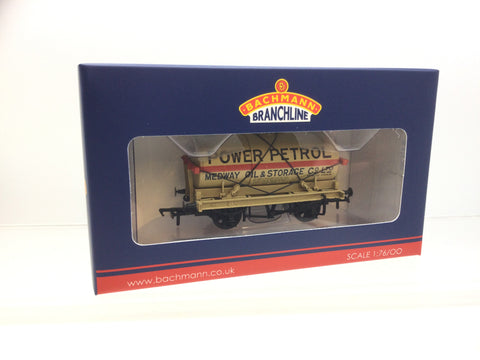 BACHMANN
BRANCHLINE
POWER PETROL
MEDWAY OIL & STORAGE Co Ltd
www.bachmann.co.uk
SCALE 1:76/OO